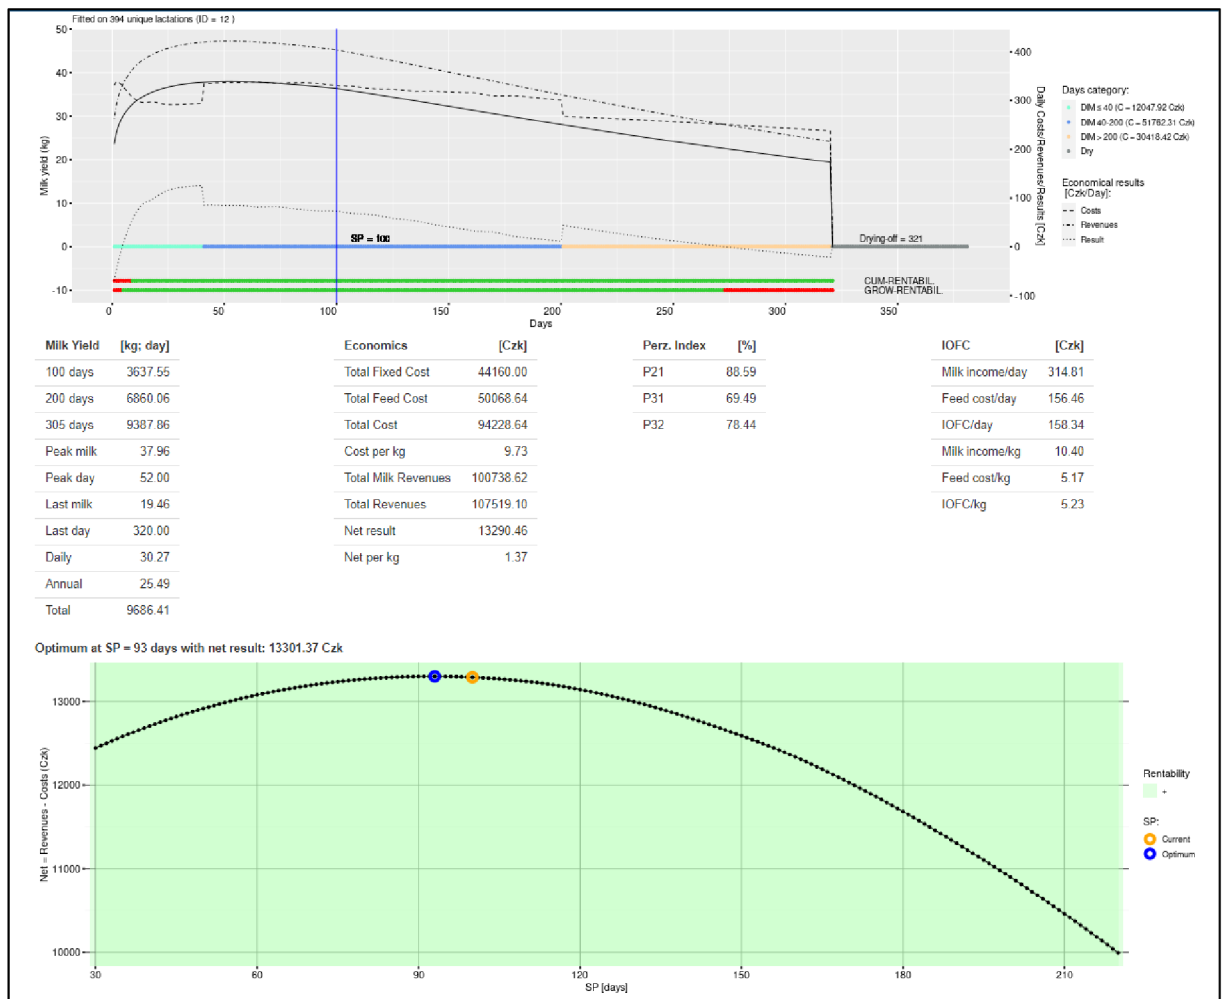 Fitted on 394 unique lactations (ID = 12 )
50
40
30
20
10
0
-10
Milk yield (kg)
400
300
200
100
0
-100
Daily Costs/Revenues/Results [Czk]
SP = 100
Drying-off = 321
CUM-RENTABIL.
GROW-RENTABIL.
0 50 100 150 200 250 300 350
Days
Days category:
DIM ≤ 40 (C = 12047.92 Czk)
DIM 40-200 (C = 51762.31 Czk)
DIM > 200 (C = 30418.42 Czk)
Dry
Economical results
[Czk/Day]:
Costs
Revenues
Result
Milk Yield [kg; day]
100 days 3637.55
200 days 6860.06
305 days 9387.86
Peak milk 37.96
Peak day 52.00
Last milk 19.46
Last day 320.00
Daily 30.27
Annual 25.49
Total 9686.41
Economics [Czk]
Total Fixed Cost 44160.00
Total Feed Cost 50068.64
Total Cost 94228.64
Cost per kg 9.73
Total Milk Revenues 100738.62
Total Revenues 107519.10
Net result 13290.46
Net per kg 1.37
Perz. Index [%]
P21 88.59
P31 69.49
P32 78.44
IOFC [Czk]
Milk income/day 314.81
Feed cost/day 156.46
IOFC/day 158.34
Milk income/kg 10.40
Feed cost/kg 5.17
IOFC/kg 5.23
Optimum at SP = 93 days with net result: 13301.37 Czk
13000
12000
11000
10000
Net = Revenues - Costs (Czk)
30 60 90 120 150 180 210
SP [days]
Rentability
+
SP:
Current
Optimum